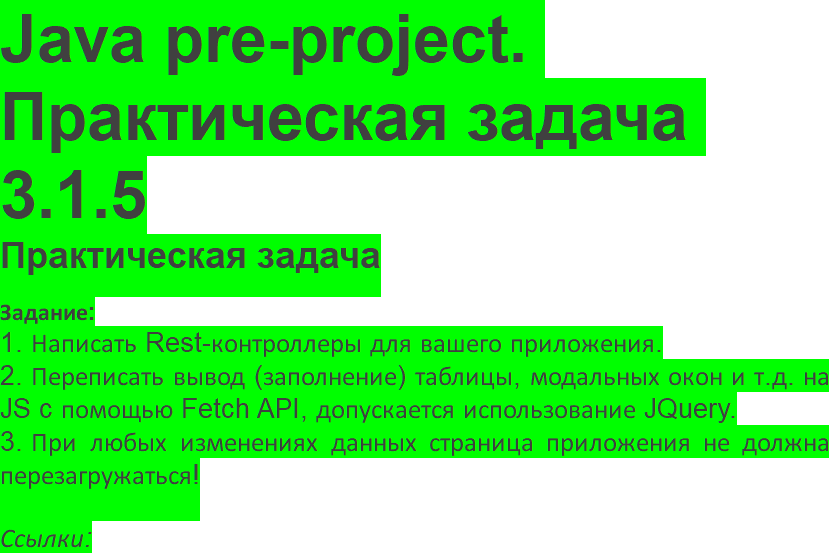 Java pre-project.
Практическая задача
3.1.5
Практическая задача
Задание:
1. Написать Rest-контроллеры для вашего приложения.
2. Переписать вывод (заполнение) таблицы, модальных окон и т.д. на
JS с помощью Fetch API, допускается использование JQuery.
3. При любых изменениях данных страница приложения не должна
перезагружаться!
Ссылки: